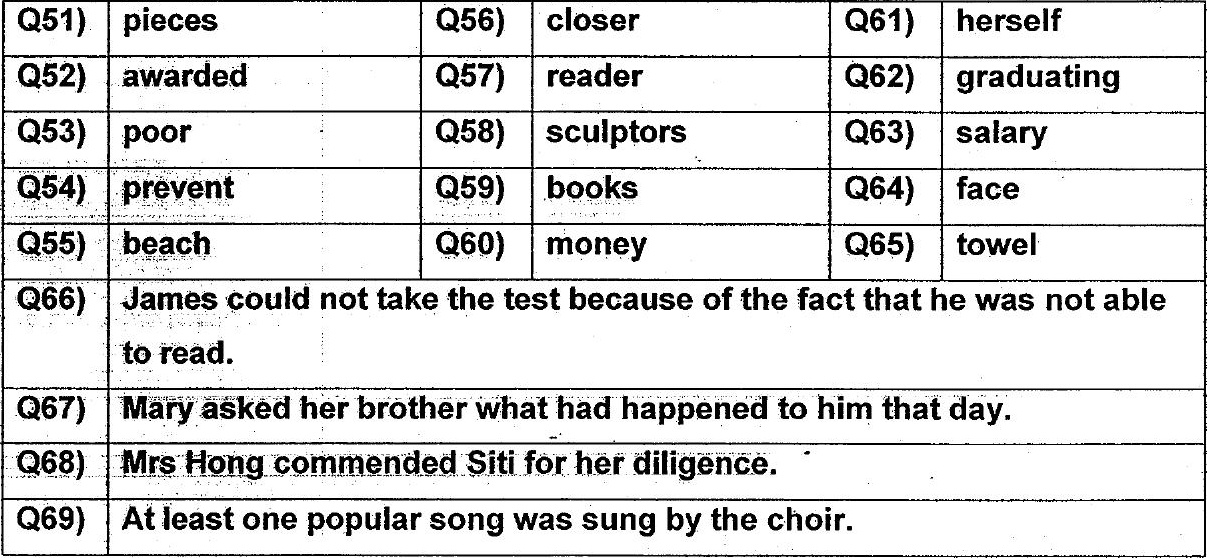 Q51) pieces Q56) closer Q61) herself
Q52) awarded Q57) reader Q62) graduating
Q53) poor Q58) sculptors Q63) salary
Q54) prevent Q59) books Q64) face
Q55) beach Q60) money Q65) towel
Q66) James could not take the test because of the fact that he was not able
to read.
Q67) Mary asked her brother what had happened to him that day.
Q68) Mrs Hong commended Siti for her diligence.
Q69) At least one popular song was sung by the choir.